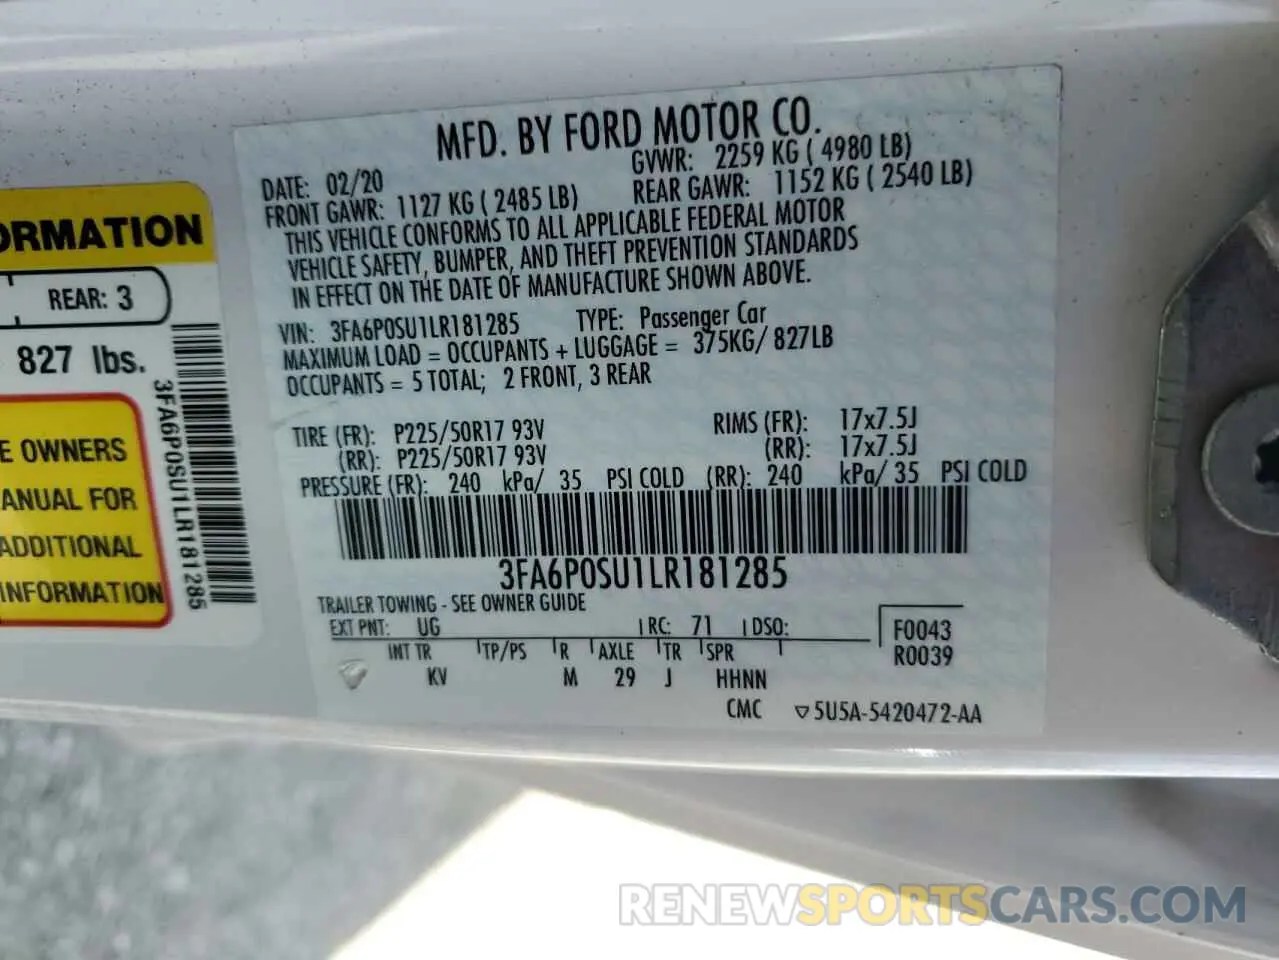 MFD. BY FORD MOTOR CO.
DATE: 02/20 GVWR: 2259 KG ( 4980 LB)
FRONT GAWR: 1127 KG ( 2485 LB) REAR GAWR: 1152 KG ( 2540 LB)
THIS VEHICLE CONFORMS TO ALL APPLICABLE FEDERAL MOTOR
VEHICLE SAFETY, BUMPER, AND THEFT PREVENTION STANDARDS
IN EFFECT ON THE DATE OF MANUFACTURE SHOWN ABOVE.
VIN: 3FA6P0SU1LR181285 TYPE: Passenger Car
MAXIMUM LOAD = OCCUPANTS + LUGGAGE = 375KG/ 827LB
OCCUPANTS = 5 TOTAL; 2 FRONT, 3 REAR
TIRE (FR): P225/50R17 93V RIMS (FR): 17x7.5J
(RR): P225/50R17 93V (RR): 17x7.5J
PRESSURE (FR): 240 kPa/ 35 PSI COLD (RR): 240 kPa/ 35 PSI COLD
3FA6P0SU1LR181285
TRAILER TOWING - SEE OWNER GUIDE
EXT PNT: UG RC: 71 DSO: F0043
INT TR TP/PS R AXLE TR SPR R0039
KV M 29 J HHNN
CMC ▽5U5A-5420472-AA
ORMATION
REAR: 3
827 lbs.
3FA6P0SU1LR181285
E OWNERS
ANUAL FOR
ADDITIONAL
INFORMATION
RENEWSPORTSCARS.COM